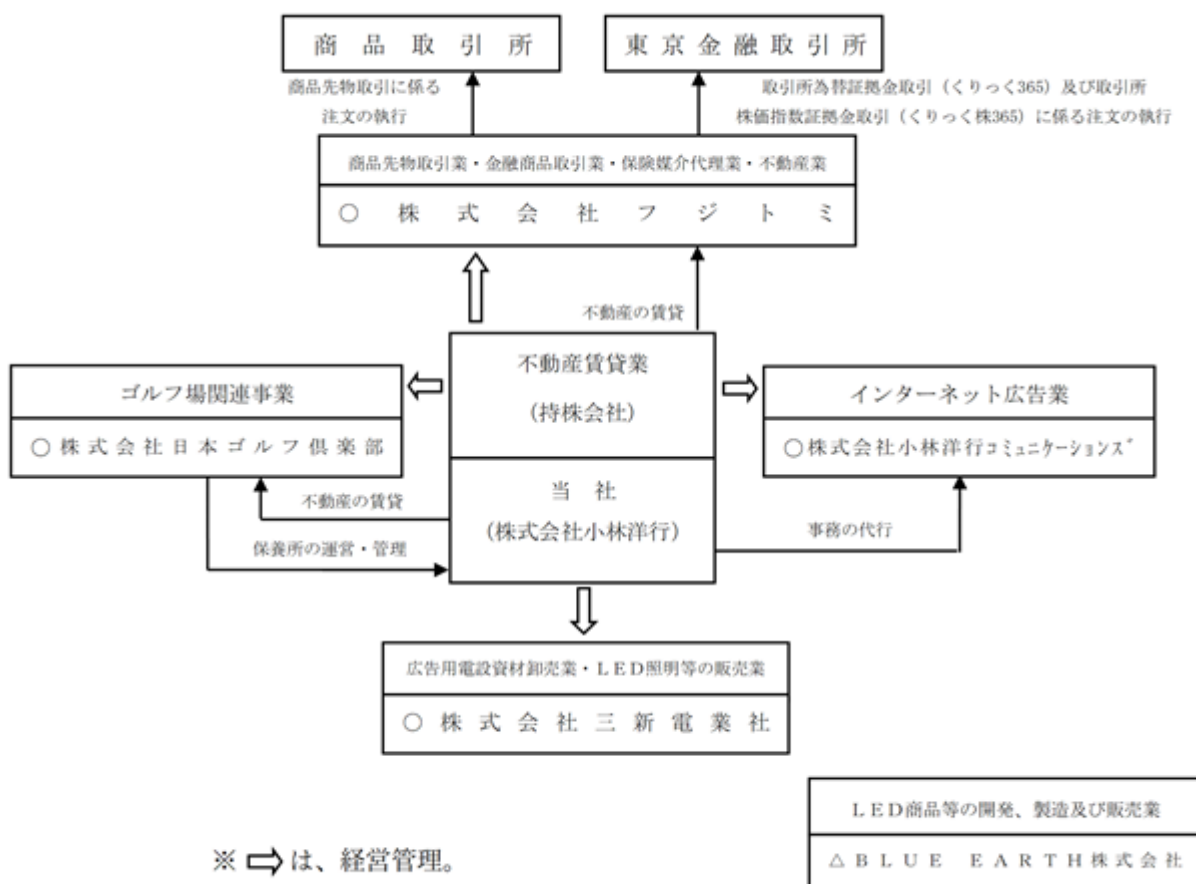 商品取引所
東京金融取引所
商品先物取引に係る
注文の執行
取引所為替証拠金取引（くりっく365）及び取引所
株価指数証拠金取引（くりっく株365）に係る注文の執行
商品先物取引業・金融商品取引業・保険媒介代理業・不動産業
○株式会社フジトミ
不動産の賃貸
不動産賃貸業
（持株会社）
ゴルフ場関連事業
○株式会社日本ゴルフ倶楽部
インターネット広告業
○株式会社小林洋行ｺﾐｭﾆｹｰｼｮﾝｽﾞ
当社
（株式会社小林洋行）
不動産の賃貸
保養所の運営・管理
事務の代行
広告用電設資材卸売業・ＬＥＤ照明等の販売業
○株式会社三新電業社
ＬＥＤ商品等の開発、製造及び販売業
△ＢＬＵＥ　ＥＡＲＴＨ株式会社
※⇨は、経営管理。